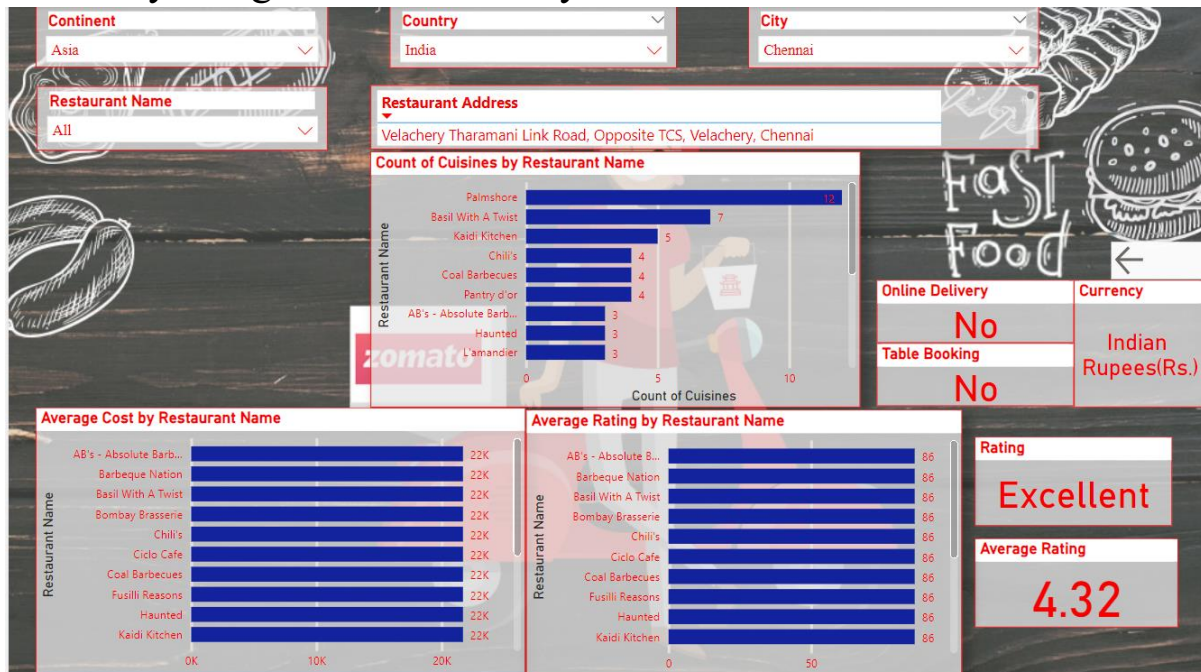 Continent
Asia
Country
India
City
Chennai
Restaurant Name
All
Restaurant Address
Velachery Tharamani Link Road, Opposite TCS, Velachery, Chennai
Count of Cuisines by Restaurant Name
Restaurant Name
Palmshore 12
Basil With A Twist 7
Kaidi Kitchen 5
Chili's 4
Coal Barbecues 4
Pantry d'or 4
AB's - Absolute Barb... 3
Haunted 3
L'amandier 3
0 5 10
Count of Cuisines
zomato
FaST
FooD
Online Delivery
No
Table Booking
No
Currency
Indian
Rupees(Rs.)
Average Cost by Restaurant Name
Restaurant Name
AB's - Absolute Barb... 22K
Barbeque Nation 22K
Basil With A Twist 22K
Bombay Brasserie 22K
Chili's 22K
Ciclo Cafe 22K
Coal Barbecues 22K
Fusilli Reasons 22K
Haunted 22K
Kaidi Kitchen 22K
0K 10K 20K
Average Rating by Restaurant Name
Restaurant Name
AB's - Absolute B... 86
Barbeque Nation 86
Basil With A Twist 86
Bombay Brasserie 86
Chili's 86
Ciclo Cafe 86
Coal Barbecues 86
Fusilli Reasons 86
Haunted 86
Kaidi Kitchen 86
0 50
Rating
Excellent
Average Rating
4.32